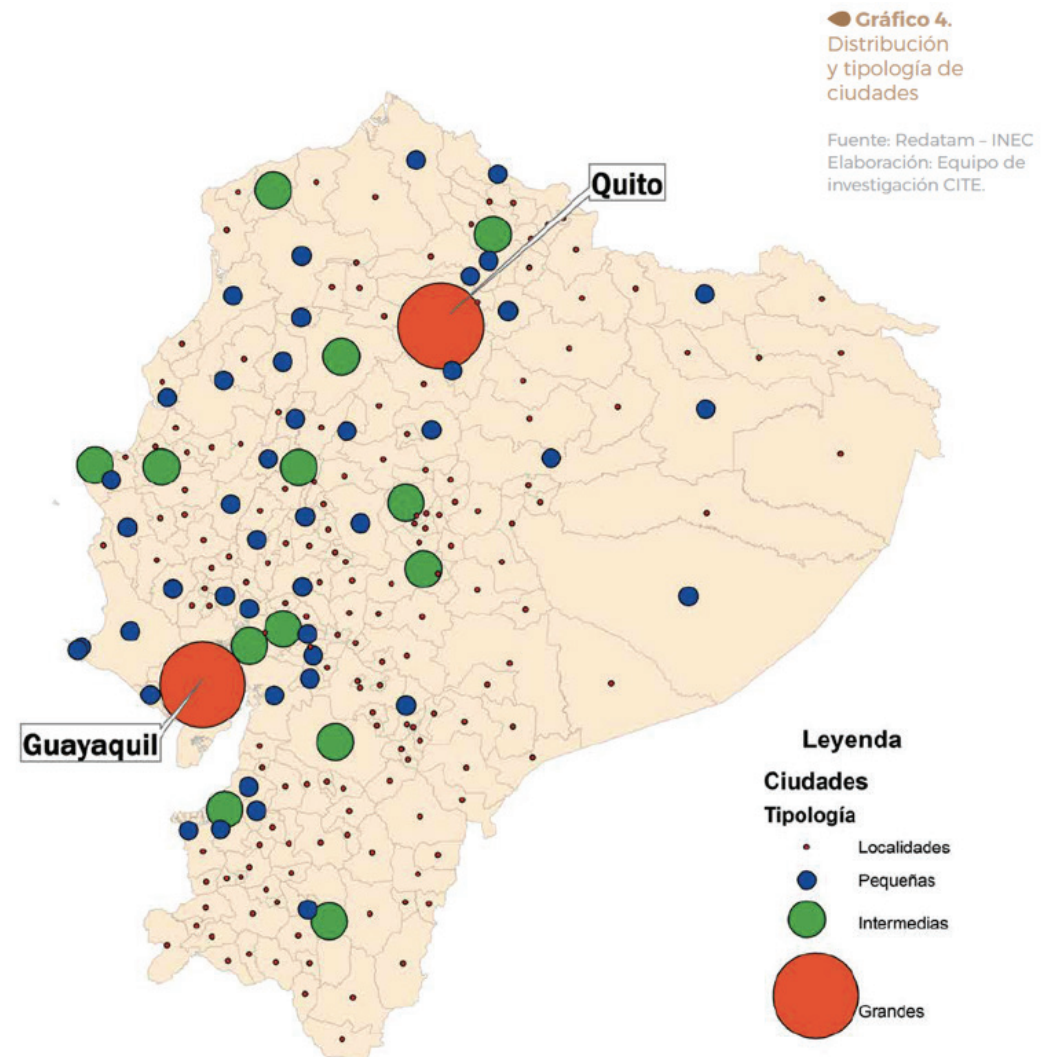 Gráfico 4.
Distribución
y tipología de
ciudades
Fuente: Redatam – INEC
Elaboración: Equipo de
investigación CITE.
Quito
Guayaquil
Leyenda
Ciudades
Tipología
Localidades
Pequeñas
Intermedias
Grandes